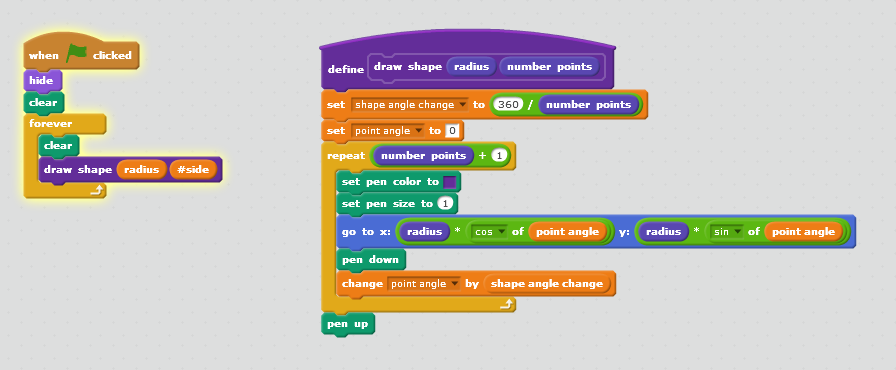 when clicked
hide
clear
forever
clear
draw shape radius #side
define draw shape radius number points
set shape angle change to 360 / number points
set point angle to 0
repeat number points + 1
set pen color to
set pen size to 1
go to x: radius * cos of point angle y: radius * sin of point angle
pen down
change point angle by shape angle change
pen up